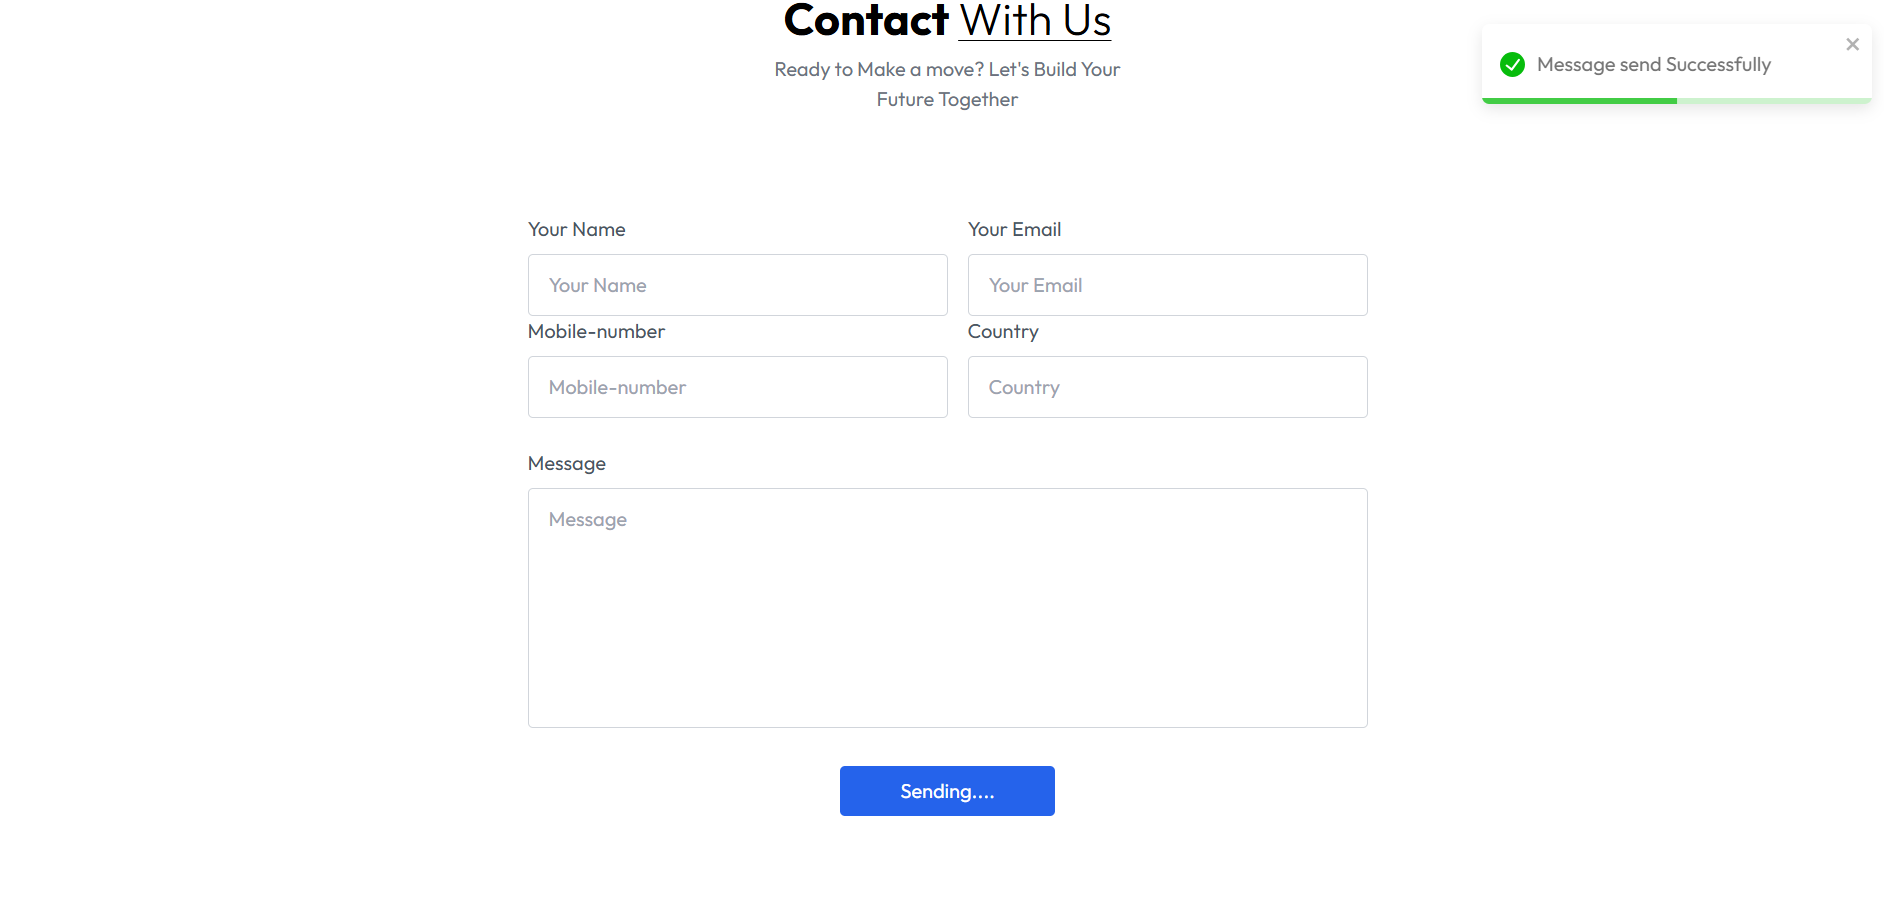 Contact With Us
Ready to Make a move? Let's Build Your
Future Together
Message send Successfully
Your Name
Your Email
Your Name
Your Email
Mobile-number
Country
Mobile-number
Country
Message
Message
Sending....